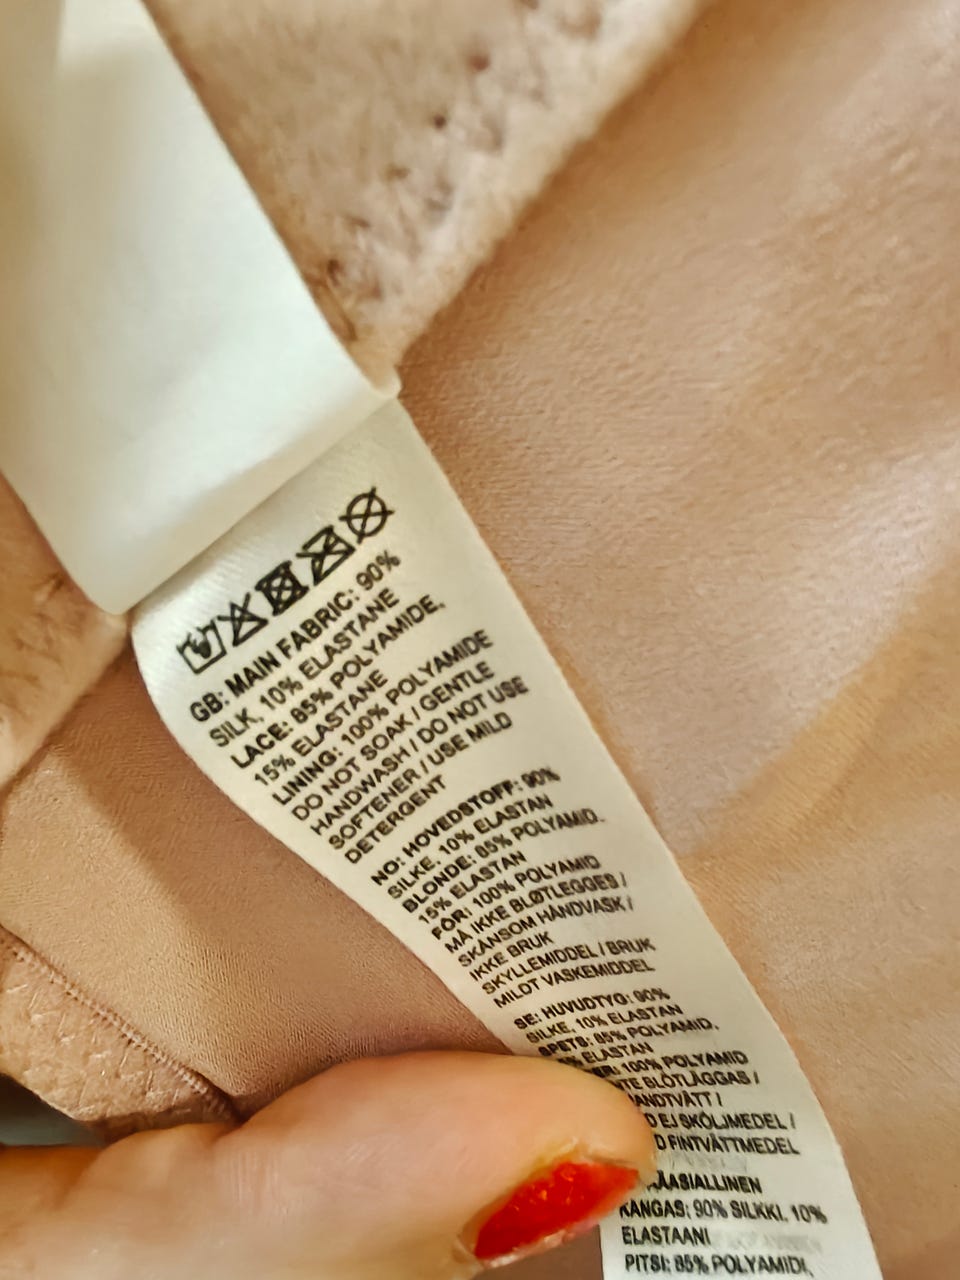 GB: MAIN FABRIC: 90%
SILK, 10% ELASTANE
LACE: 85% POLYAMIDE,
15% ELASTANE
LINING: 100% POLYAMIDE
DO NOT SOAK / GENTLE
HANDWASH / DO NOT USE
SOFTENER / USE MILD
DETERGENT
NO: HOVEDSTOFF: 90%
SILKE, 10% ELASTAN
BLONDE: 85% POLYAMID,
15% ELASTAN
FÔR: 100% POLYAMID
MÅ IKKE BLØTLEGGES /
SKÅNSOM HÅNDVASK /
IKKE BRUK
SKYLLEMIDDEL / BRUK
MILDT VASKEMIDDEL
SE: HUVUDTYG: 90%
SILKE, 10% ELASTAN
SPETS: 85% POLYAMID,
ELASTAN
100% POLYAMID
BLÖTLÄGGAS /
HANDTVÄTT /
EJ SKÖLJMEDEL /
FINTVÄTTMEDEL
KANGAS: 90% SILKKI, 10%
ELASTAANI
PITSI: 85% POLYAMIDI,